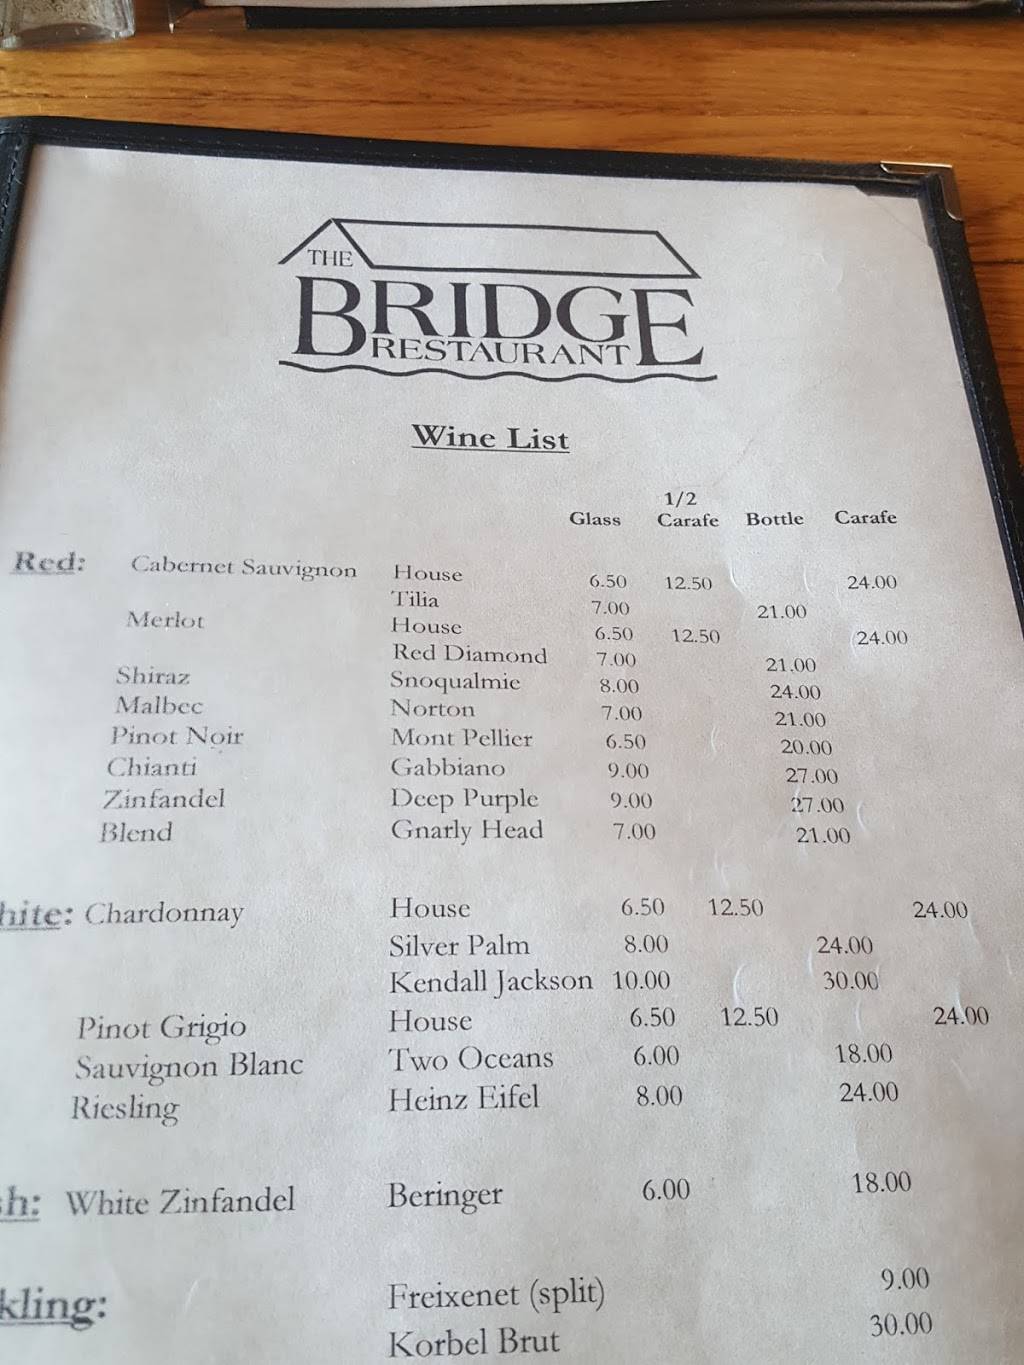 THE
BRIDGE
RESTAURANT
Wine List
Glass 1/2 Carafe Bottle Carafe
Red: Cabernet Sauvignon House 6.50 12.50 24.00
Tilia 7.00 21.00
Merlot House 6.50 12.50 24.00
Red Diamond 7.00 21.00
Shiraz Snoqualmie 8.00 24.00
Malbec Norton 7.00 21.00
Pinot Noir Mont Pellier 6.50 20.00
Chianti Gabbiano 9.00 27.00
Zinfandel Deep Purple 9.00 27.00
Blend Gnarly Head 7.00 21.00
hite: Chardonnay House 6.50 12.50 24.00
Silver Palm 8.00 24.00
Kendall Jackson 10.00 30.00
Pinot Grigio House 6.50 12.50 24.00
Sauvignon Blanc Two Oceans 6.00 18.00
Riesling Heinz Eifel 8.00 24.00
sh: White Zinfandel Beringer 6.00 18.00
kling: Freixenet (split) 9.00
Korbel Brut 30.00